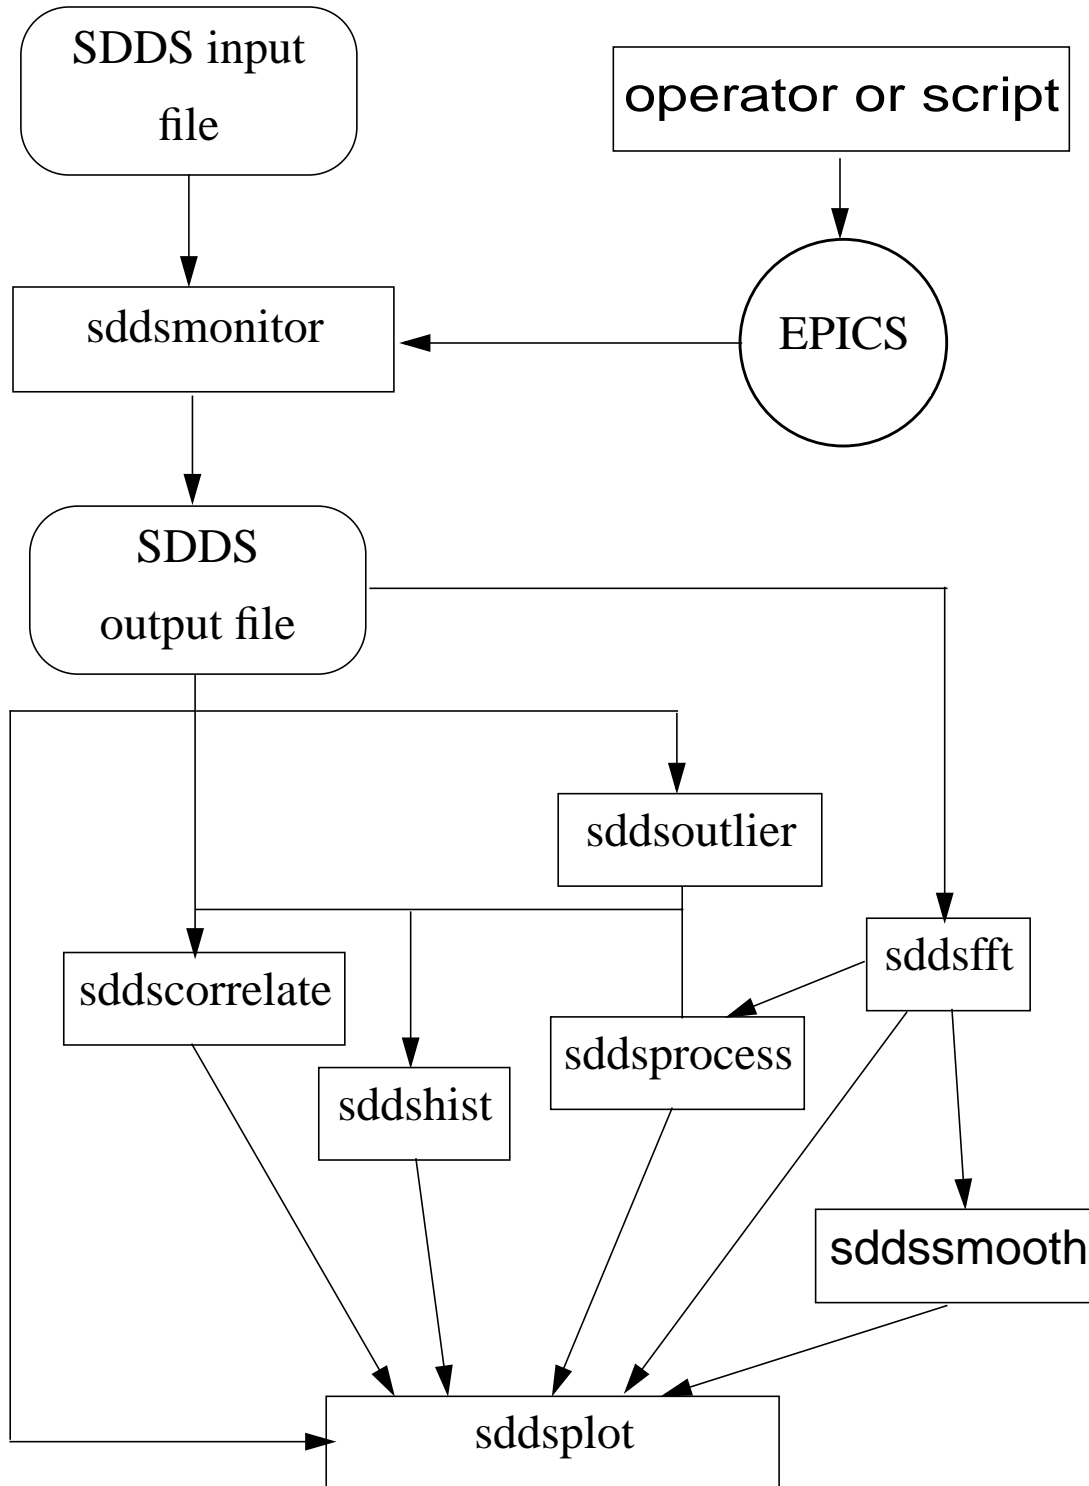 SDDS input
file
operator or script
sddsmonitor
EPICS
SDDS
output file
sddsoutlier
sddsfft
sddscorrelate
sddsprocess
sddshist
sddssmooth
sddsplot